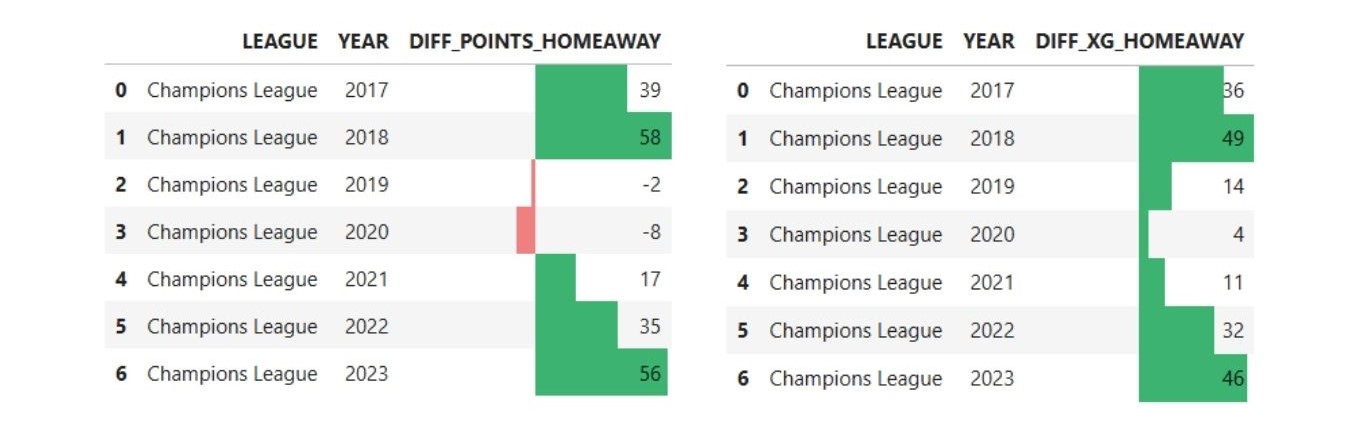 LEAGUE YEAR DIFF_POINTS_HOMEAWAY
0 Champions League 2017 39
1 Champions League 2018 58
2 Champions League 2019 -2
3 Champions League 2020 -8
4 Champions League 2021 17
5 Champions League 2022 35
6 Champions League 2023 56
LEAGUE YEAR DIFF_XG_HOMEAWAY
0 Champions League 2017 36
1 Champions League 2018 49
2 Champions League 2019 14
3 Champions League 2020 4
4 Champions League 2021 11
5 Champions League 2022 32
6 Champions League 2023 46